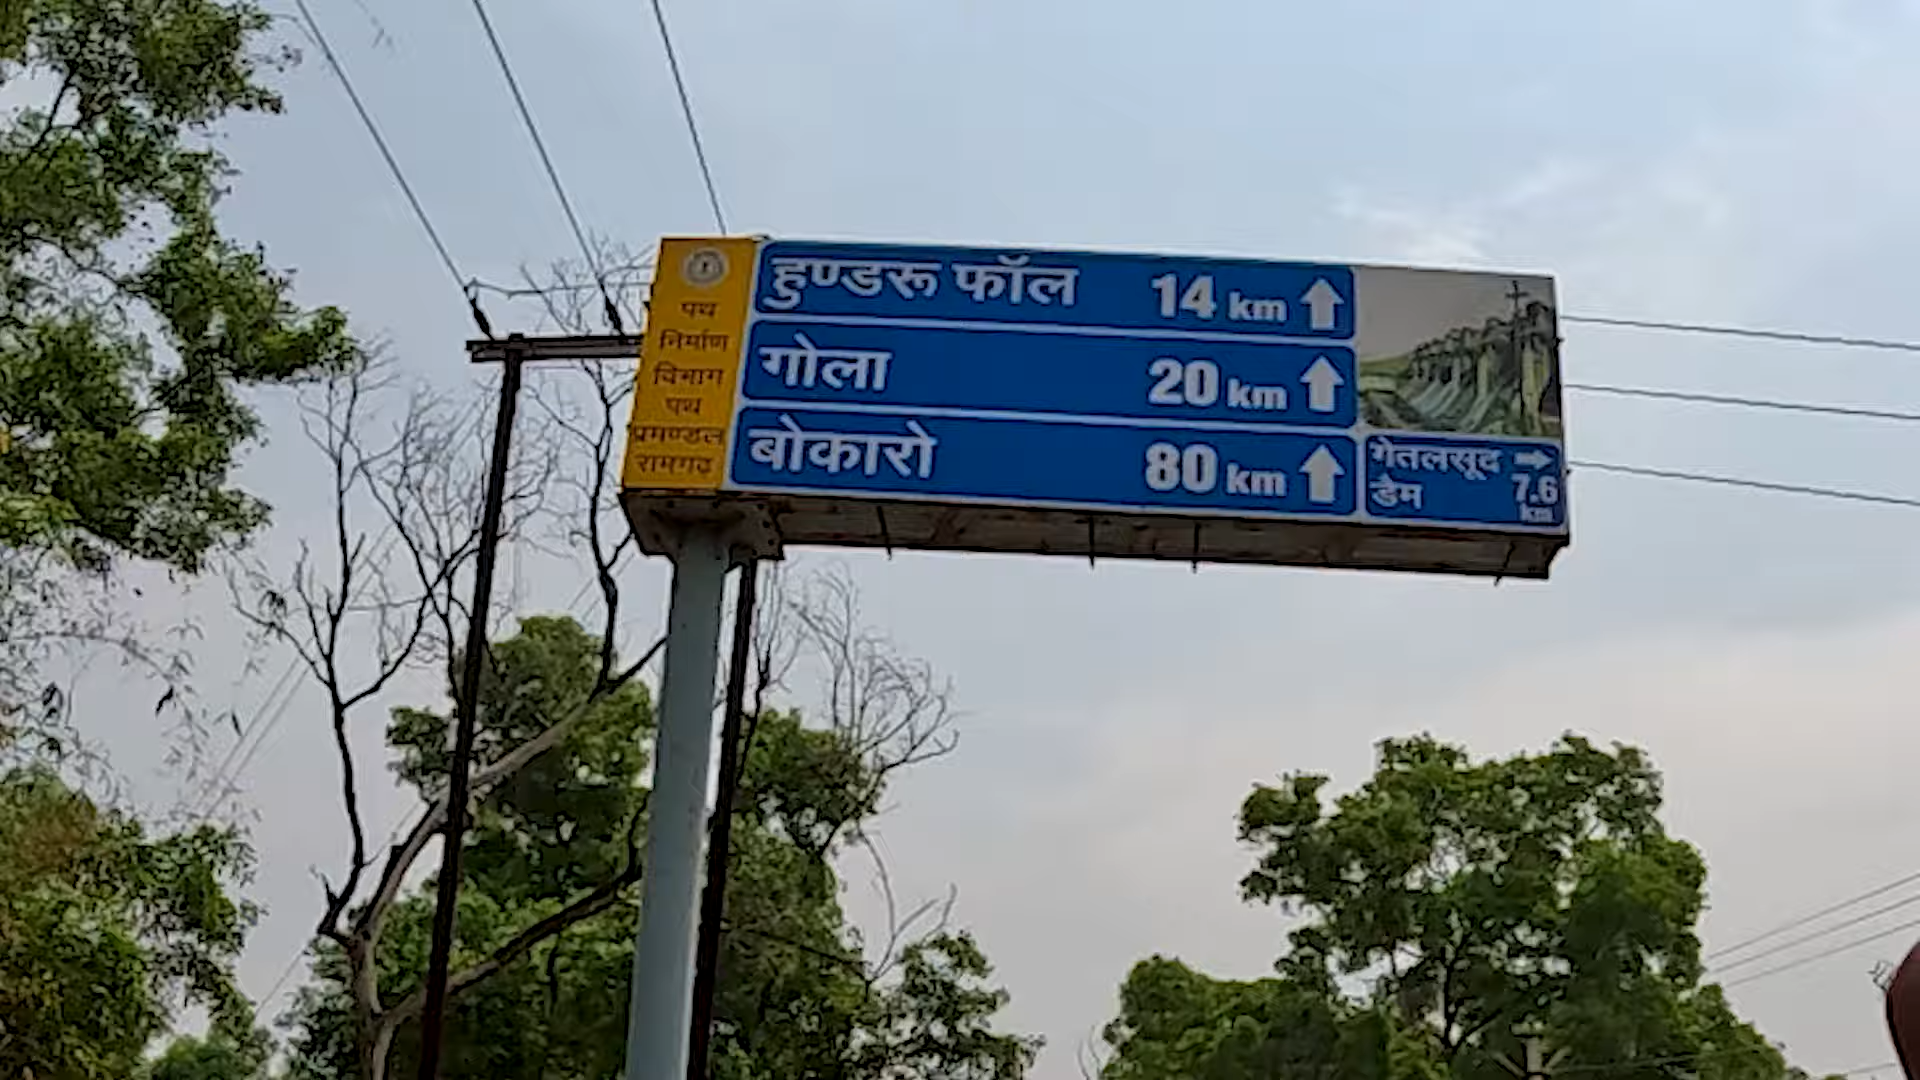 पथ
निर्माण
विभाग
पथ
प्रमण्डल
रामगढ़
हुण्डरू फॉल 14 km ↑
गोला 20 km ↑
बोकारो 80 km ↑
गेतलसूद →
डैम 7.6
km